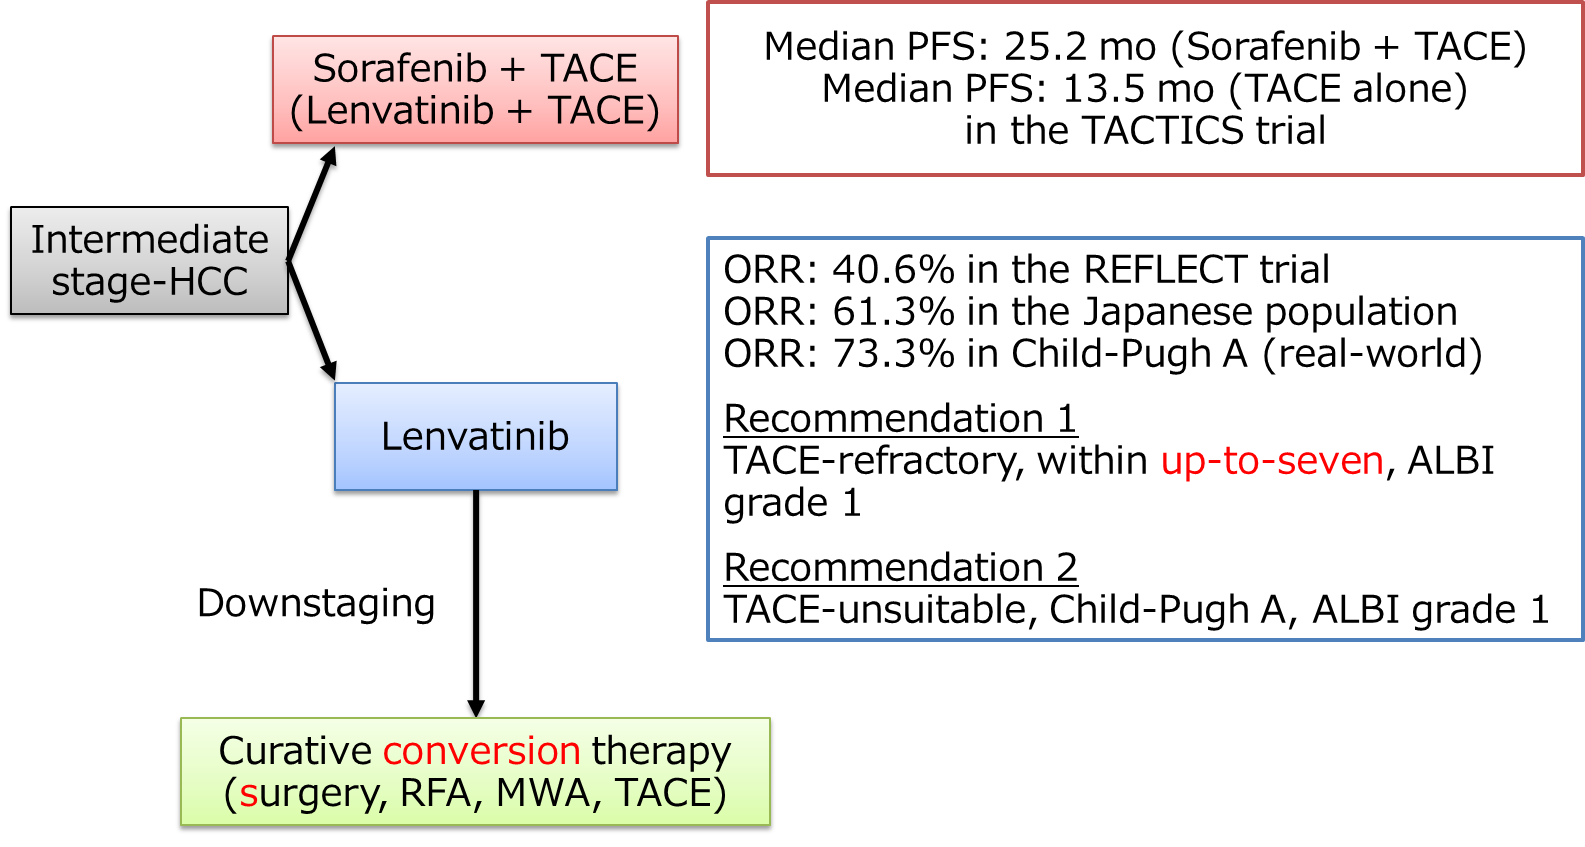 Sorafenib + TACE
(Lenvatinib + TACE)
Median PFS: 25.2 mo (Sorafenib + TACE)
Median PFS: 13.5 mo (TACE alone)
in the TACTICS trial
Intermediate
stage-HCC
ORR: 40.6% in the REFLECT trial
ORR: 61.3% in the Japanese population
ORR: 73.3% in Child-Pugh A (real-world)
Recommendation 1
TACE-refractory, within up-to-seven, ALBI
grade 1
Recommendation 2
TACE-unsuitable, Child-Pugh A, ALBI grade 1
Lenvatinib
Downstaging
Curative conversion therapy
(surgery, RFA, MWA, TACE)